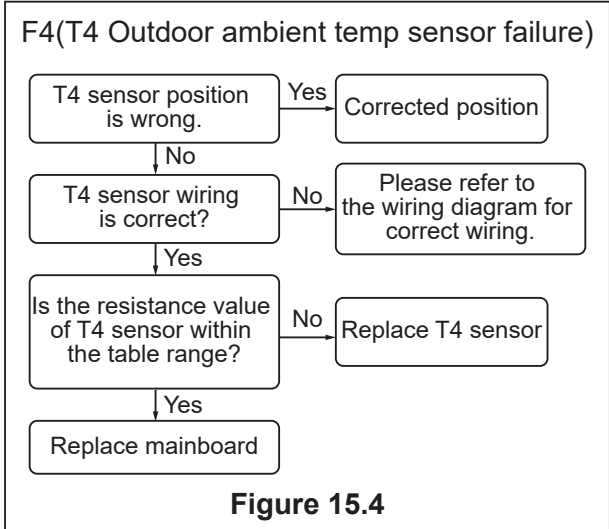 F4(T4 Outdoor ambient temp sensor failure)
T4 sensor position
is wrong.
Yes
Corrected position
No
T4 sensor wiring
is correct?
No
Please refer to
the wiring diagram for
correct wiring.
Yes
Is the resistance value
of T4 sensor within
the table range?
No
Replace T4 sensor
Yes
Replace mainboard
Figure 15.4